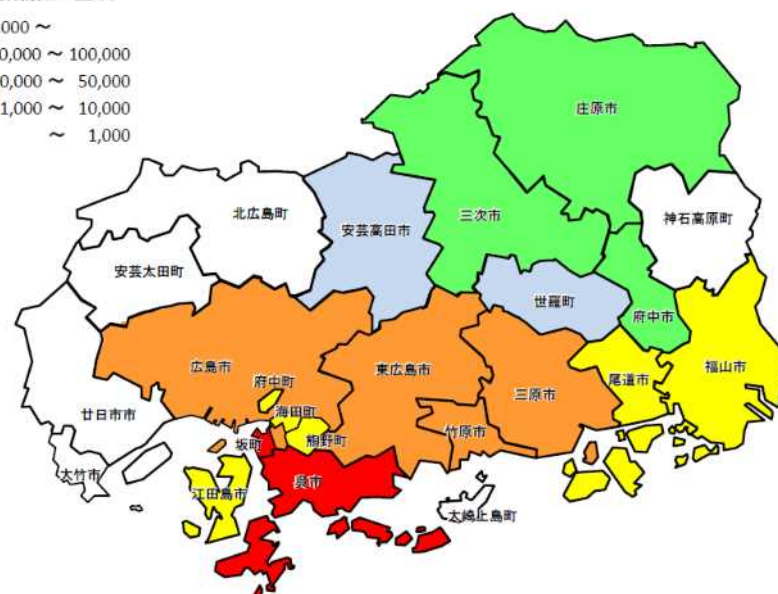 000 ～
0,000 ～ 100,000
0,000 ～ 50,000
1,000 ～ 10,000
～ 1,000
庄原市
北広島町
安芸高田市
三次市
神石高原町
安芸太田町
世羅町
府中市
広島市
東広島市
福山市
府中町
尾道市
三原市
廿日市市
海田町
坂町
熊野町
竹原市
大竹市
江田島市
呉市
大崎上島町